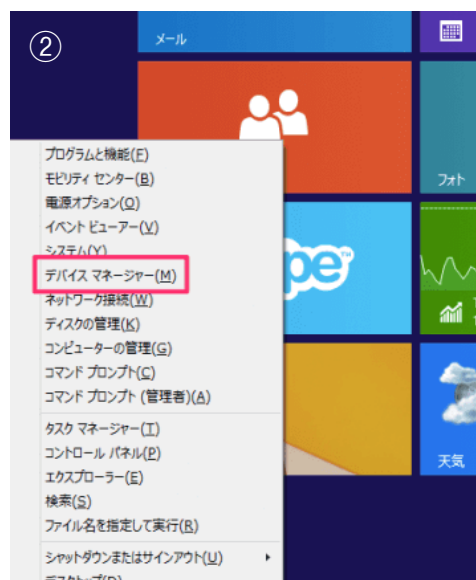 ②
メール
フォト
プログラムと機能(F)
モビリティ センター(B)
電源オプション(O)
イベント ビューアー(V)
システム(Y)
デバイス マネージャー(M)
ネットワーク接続(W)
ディスクの管理(K)
コンピューターの管理(G)
コマンド プロンプト(C)
コマンド プロンプト (管理者)(A)
タスク マネージャー(T)
コントロール パネル(P)
エクスプローラー(E)
検索(S)
ファイル名を指定して実行(R)
シャットダウンまたはサインアウト(U)
デスクトップ(D)
pe
天気